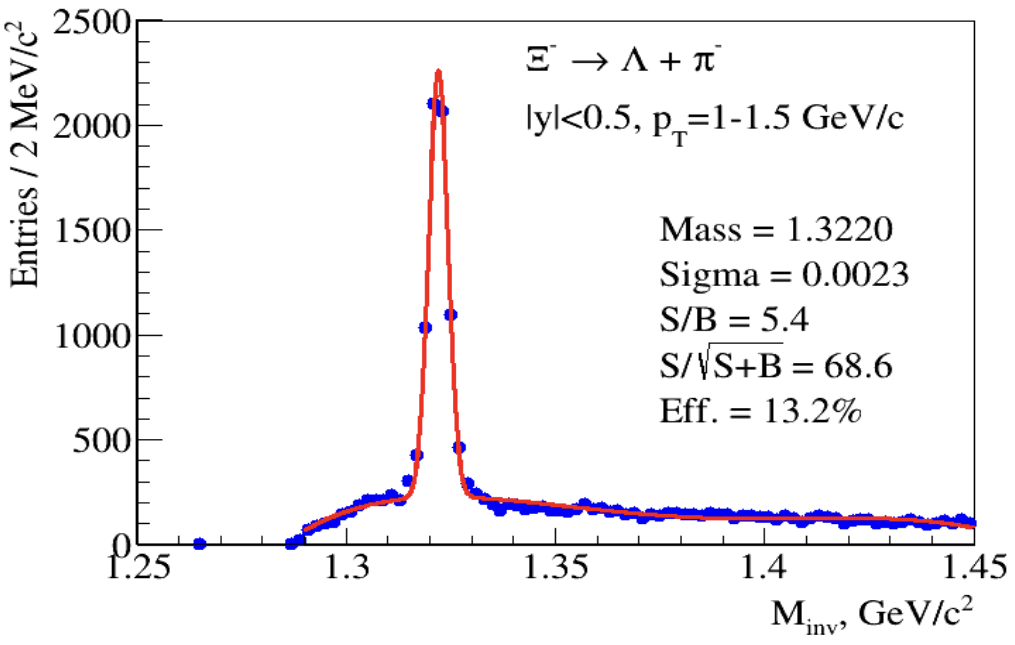 Entries / 2 MeV/c²
2500
2000
1500
1000
500
0
1.25
1.3
1.35
1.4
1.45
M_inv, GeV/c²
Ξ⁻ → Λ + π⁻
|y|<0.5, p_T=1-1.5 GeV/c
Mass = 1.3220
Sigma = 0.0023
S/B = 5.4
S/√S+B = 68.6
Eff. = 13.2%